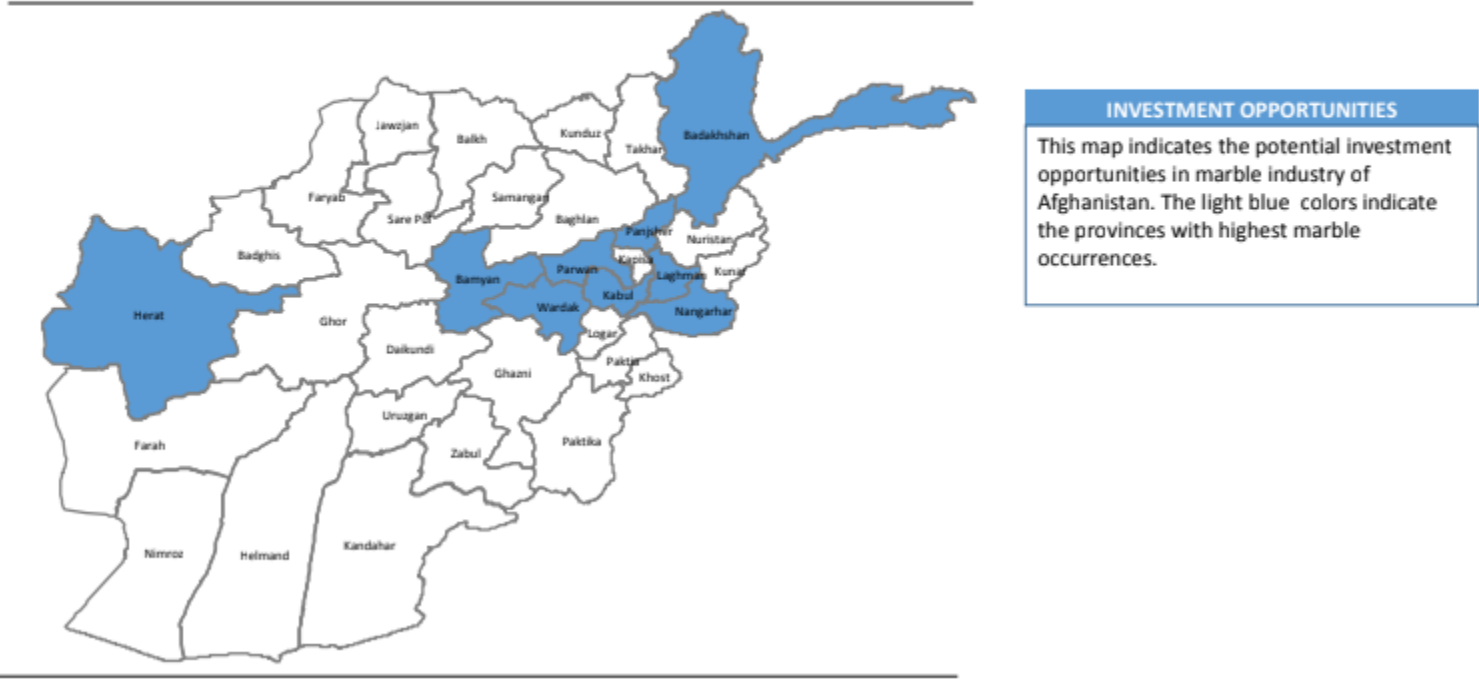 INVESTMENT OPPORTUNITIES
This map indicates the potential investment
opportunities in marble industry of
Afghanistan. The light blue colors indicate
the provinces with highest marble
occurrences.
Jawzjan
Balkh
Kunduz
Takhar
Badakhshan
Faryab
Sare Pul
Samangan
Baghlan
Panjsher
Nuristan
Badghis
Kapisa
Kunar
Bamyan
Parwan
Laghman
Herat
Ghor
Wardak
Kabul
Nangarhar
Logar
Daikundi
Ghazni
Paktia
Khost
Uruzgan
Farah
Zabul
Paktika
Nimroz
Helmand
Kandahar